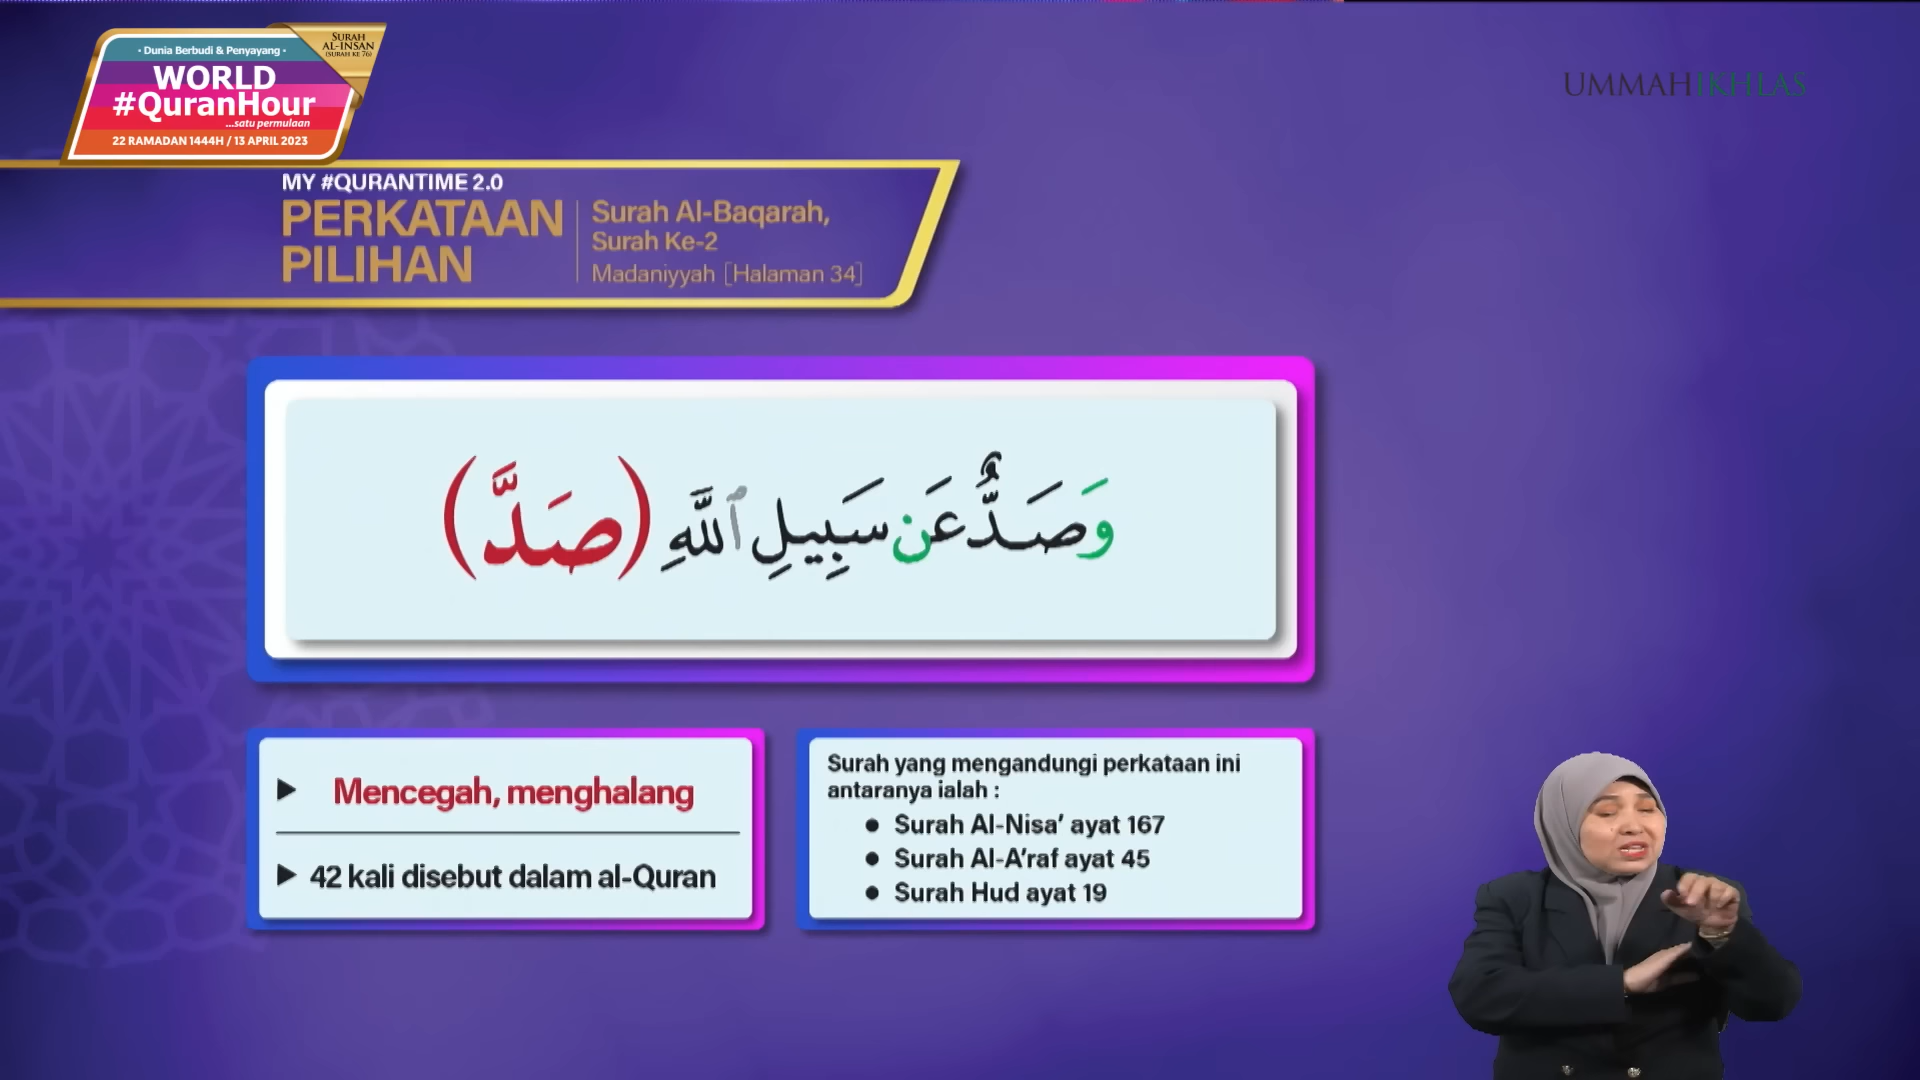 SURAH
AL-INSAN
(SURAH KE 76)
• Dunia Berbudi & Penyayang •
WORLD
#QuranHour
...satu permulaan
22 RAMADAN 1444H / 13 APRIL 2023
UMMAHIKHLAS
MY #QURANTIME 2.0
PERKATAAN
PILIHAN
Surah Al-Baqarah,
Surah Ke-2
Madaniyyah [Halaman 34]
وَصَدٌّ عَن سَبِيلِ ٱللَّهِ (صَدَّ)
Mencegah, menghalang
42 kali disebut dalam al-Quran
Surah yang mengandungi perkataan ini
antaranya ialah :
• Surah Al-Nisa’ ayat 167
• Surah Al-A’raf ayat 45
• Surah Hud ayat 19